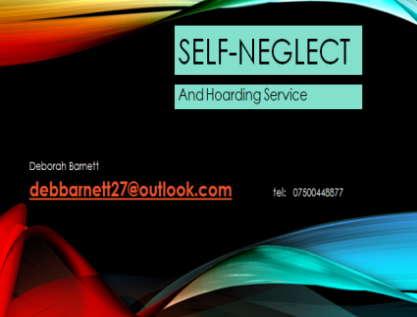 SELF-NEGLECT
And Hoarding Service
Deborah Barnett
debbarnett27@outlook.com tel: 07500448877